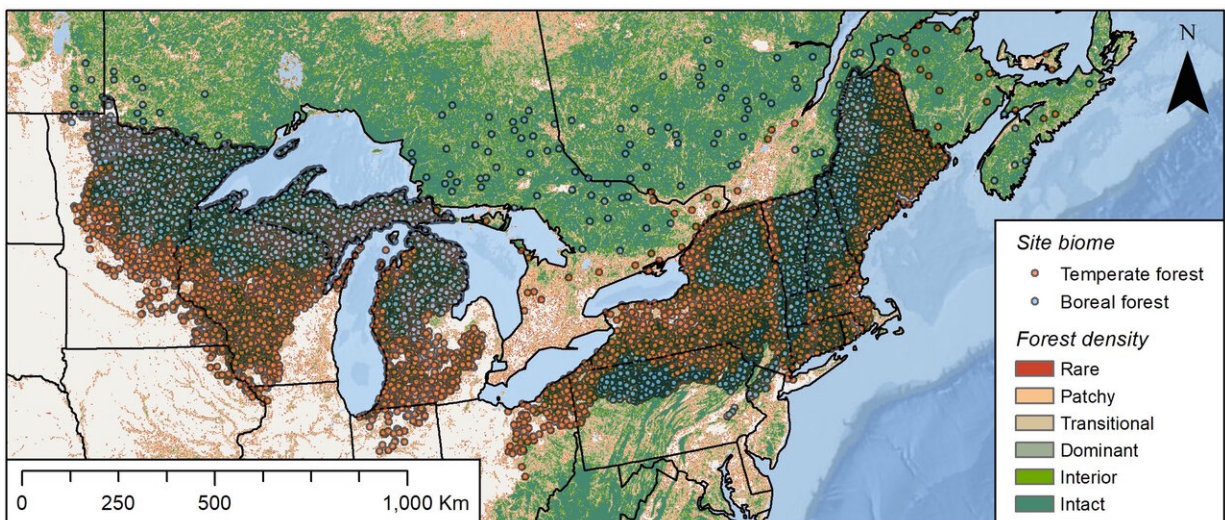 N
Site biome
Temperate forest
Boreal forest
Forest density
Rare
Patchy
Transitional
Dominant
Interior
Intact
0 250 500 1,000 Km